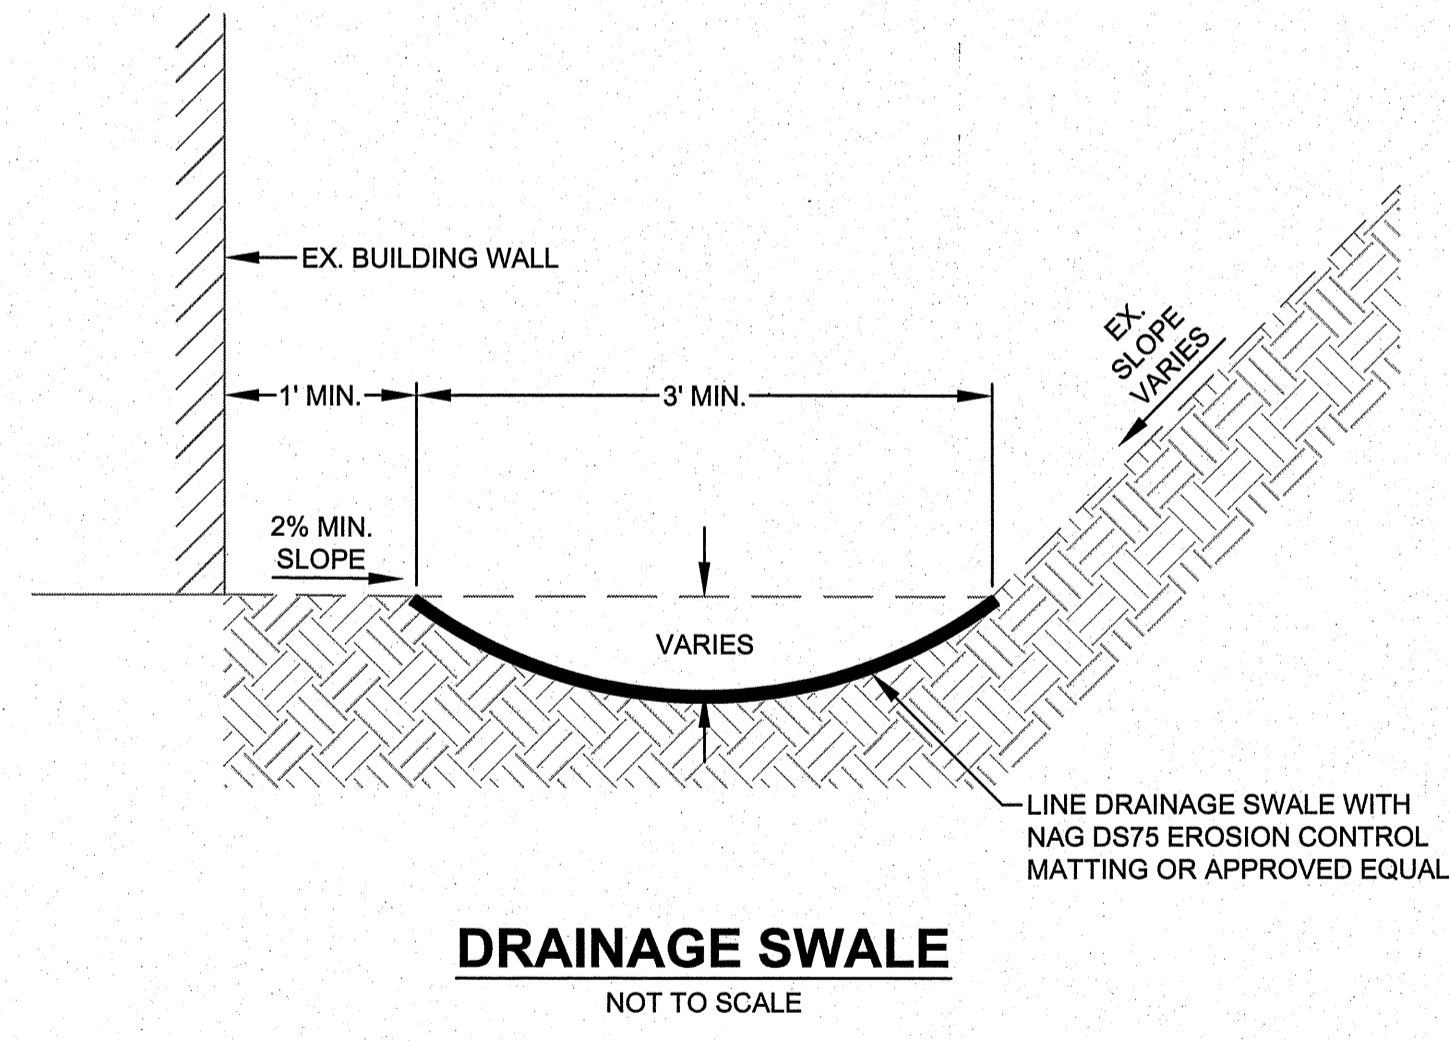 EX. BUILDING WALL
EX.
SLOPE
VARIES
1' MIN.
3' MIN.
2% MIN.
SLOPE
VARIES
LINE DRAINAGE SWALE WITH
NAG DS75 EROSION CONTROL
MATTING OR APPROVED EQUAL
DRAINAGE SWALE
NOT TO SCALE